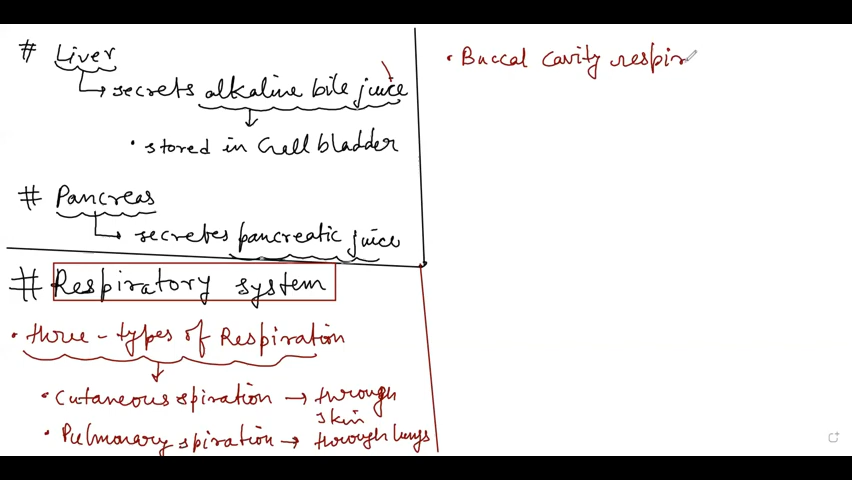 # Liver
secrets alkaline bile juice
• stored in Gall bladder
# Pancreas
secretes pancreatic juice
# Respiratory system
• three-types of Respiration
• Cutaneous spiration → through skin
• Pulmonary spiration → through lungs
• Buccal cavity respir